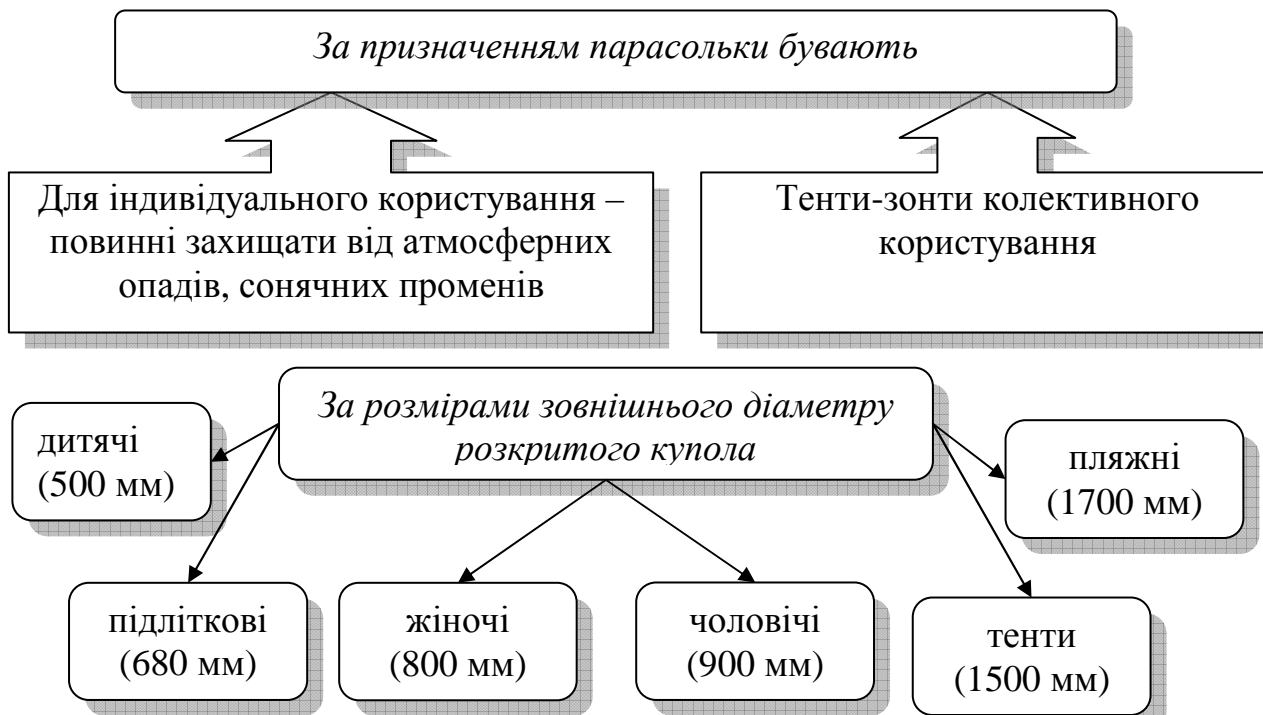 За призначенням парасольки бувають
Для індивідуального користування –
повинні захищати від атмосферних
опадів, сонячних променів
Тенти-зонти колективного
користування
За розмірами зовнішнього діаметру
розкритого купола
дитячі
(500 мм)
пляжні
(1700 мм)
підліткові
(680 мм)
жіночі
(800 мм)
чоловічі
(900 мм)
тенти
(1500 мм)